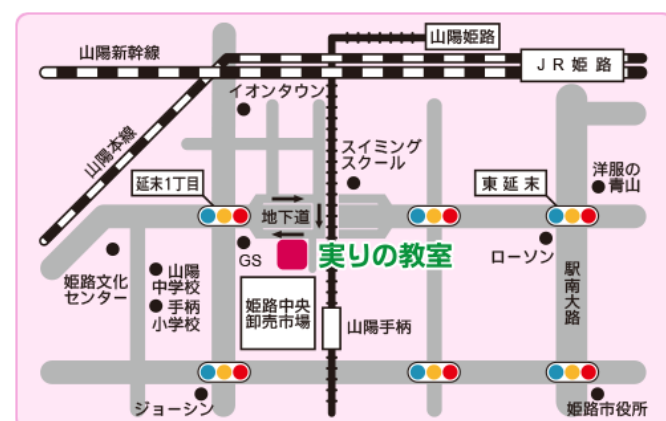 山陽姫路
山陽新幹線
JR姫路
イオンタウン
山陽本線
スイミング
スクール
洋服の
青山
延末1丁目
東延末
地下道
GS
実りの教室
ローソン
姫路文化
センター
山陽
中学校
手柄
小学校
姫路中央
卸売市場
山陽手柄
駅南大路
ジョーシン
姫路市役所